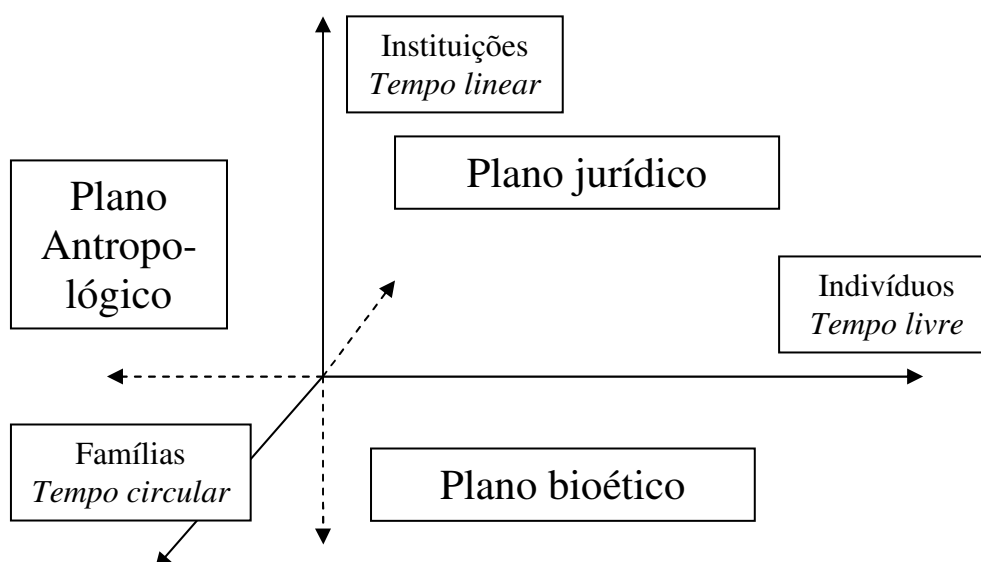 Instituições
Tempo linear
Plano jurídico
Plano
Antropo-
lógico
Indivíduos
Tempo livre
Famílias
Tempo circular
Plano bioético